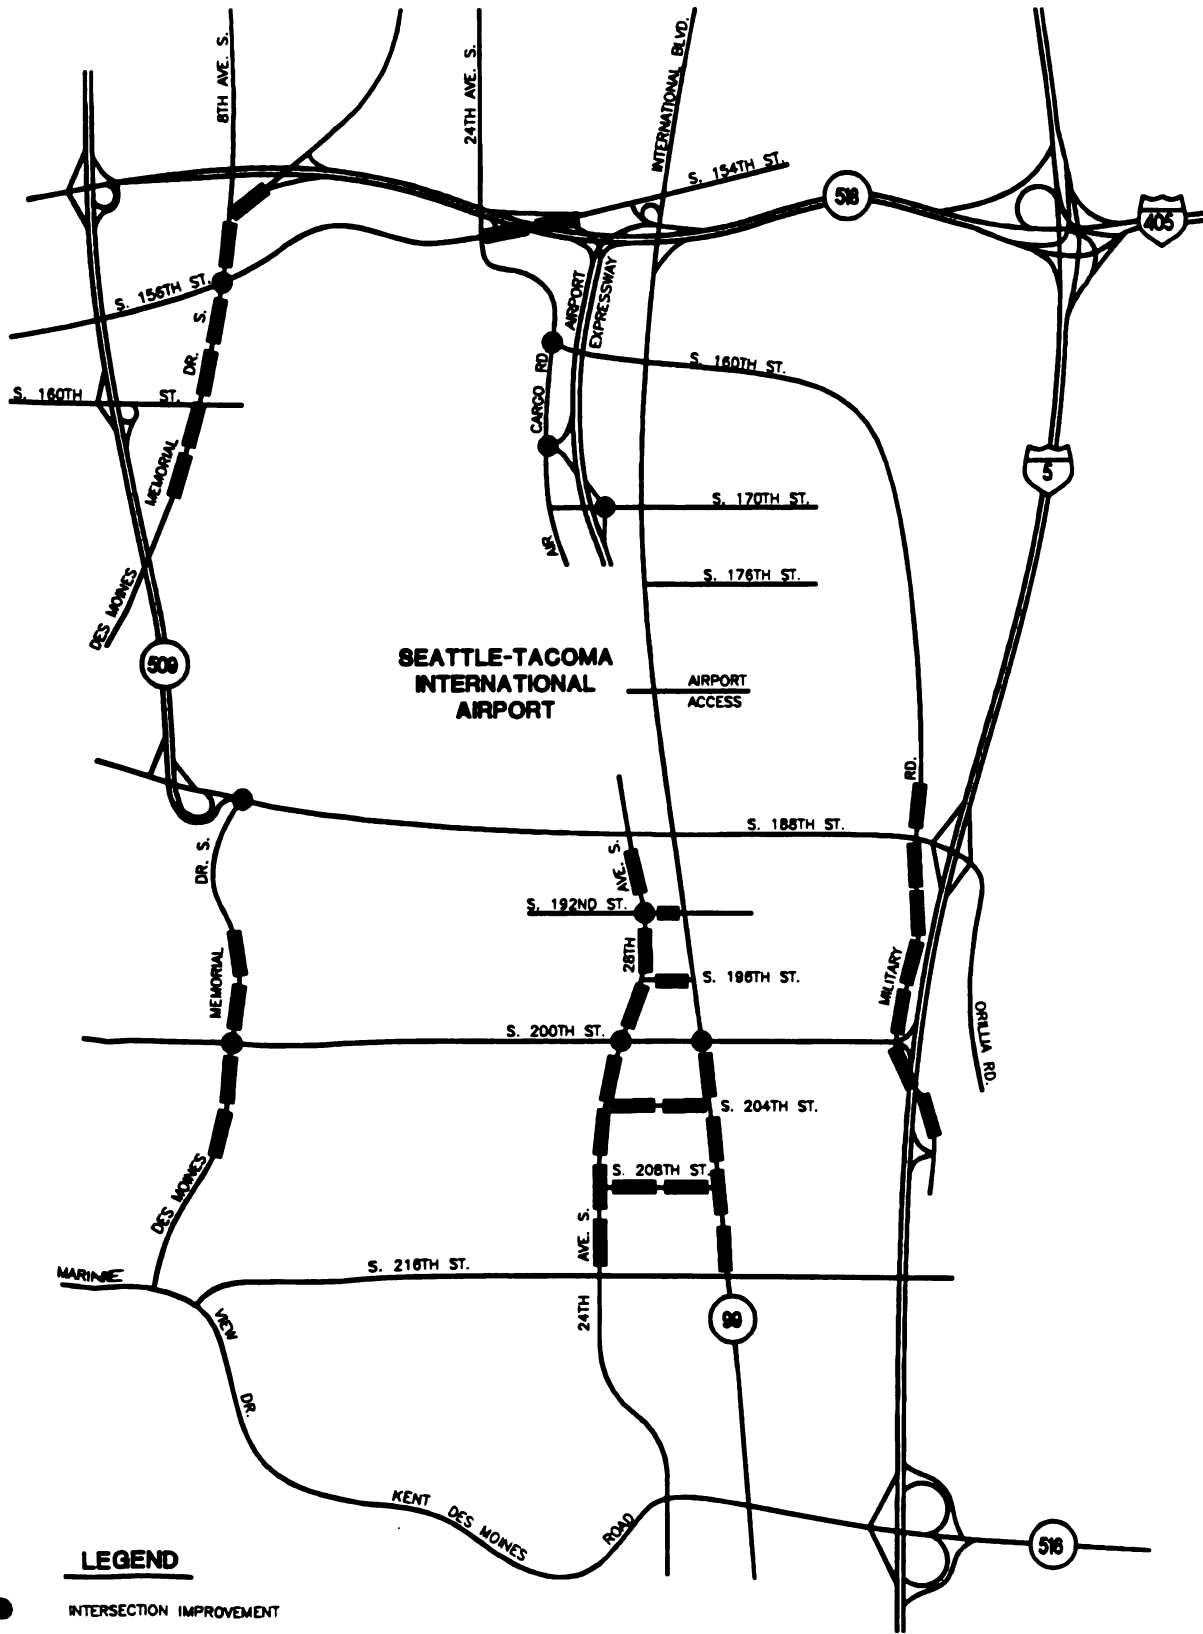 8TH AVE. S.
24TH AVE. S.
INTERNATIONAL BLVD.
S. 154TH ST.
518
405
S. 156TH ST.
AIRPORT
EXPRESSWAY
DR. S.
S. 160TH ST.
S. 160TH ST.
CARGO RD
MEMORIAL
5
S. 170TH ST.
AIR
S. 176TH ST.
DES MOINES
509
SEATTLE-TACOMA
INTERNATIONAL
AIRPORT
AIRPORT
ACCESS
RD.
S. 188TH ST.
DR. S.
AVE. S.
S. 192ND ST.
28TH
MEMORIAL
S. 196TH ST.
MILITARY
S. 200TH ST.
ORILLIA RD.
S. 204TH ST.
S. 208TH ST.
DES MOINES
AVE. S.
MARINE
S. 216TH ST.
24TH
VIEW
99
DR.
KENT
DES MOINES
ROAD
516
LEGEND
INTERSECTION IMPROVEMENT